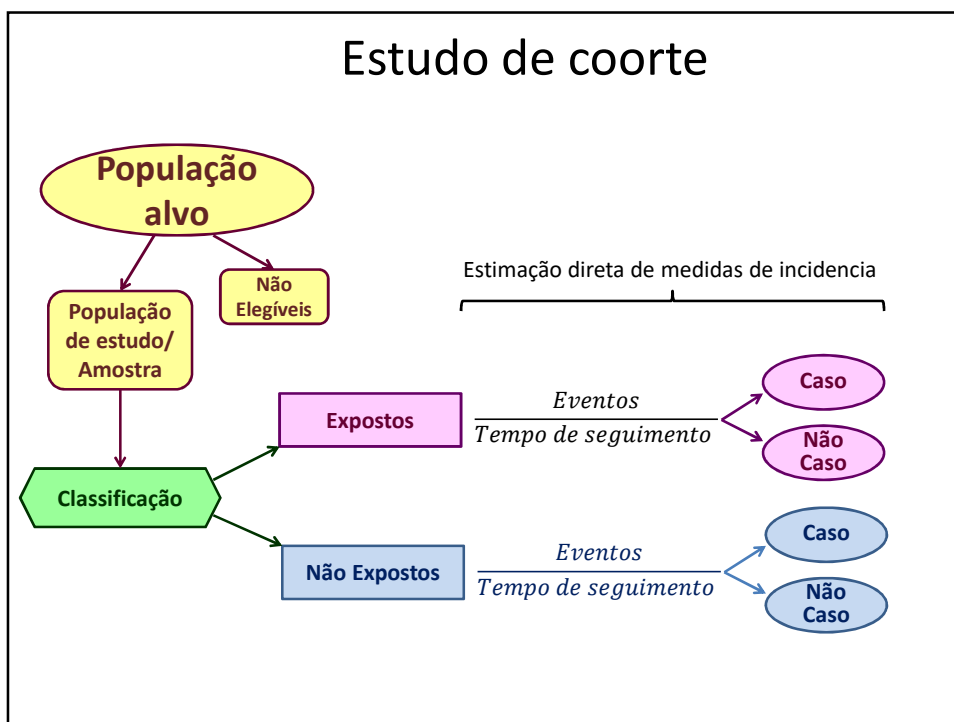 Estudo de coorte
População
alvo
Não
Elegíveis
População
de estudo/
Amostra
Estimação direta de medidas de incidencia
Classificação
Expostos
Eventos
Tempo de seguimento
Caso
Não
Caso
Não Expostos
Eventos
Tempo de seguimento
Caso
Não
Caso